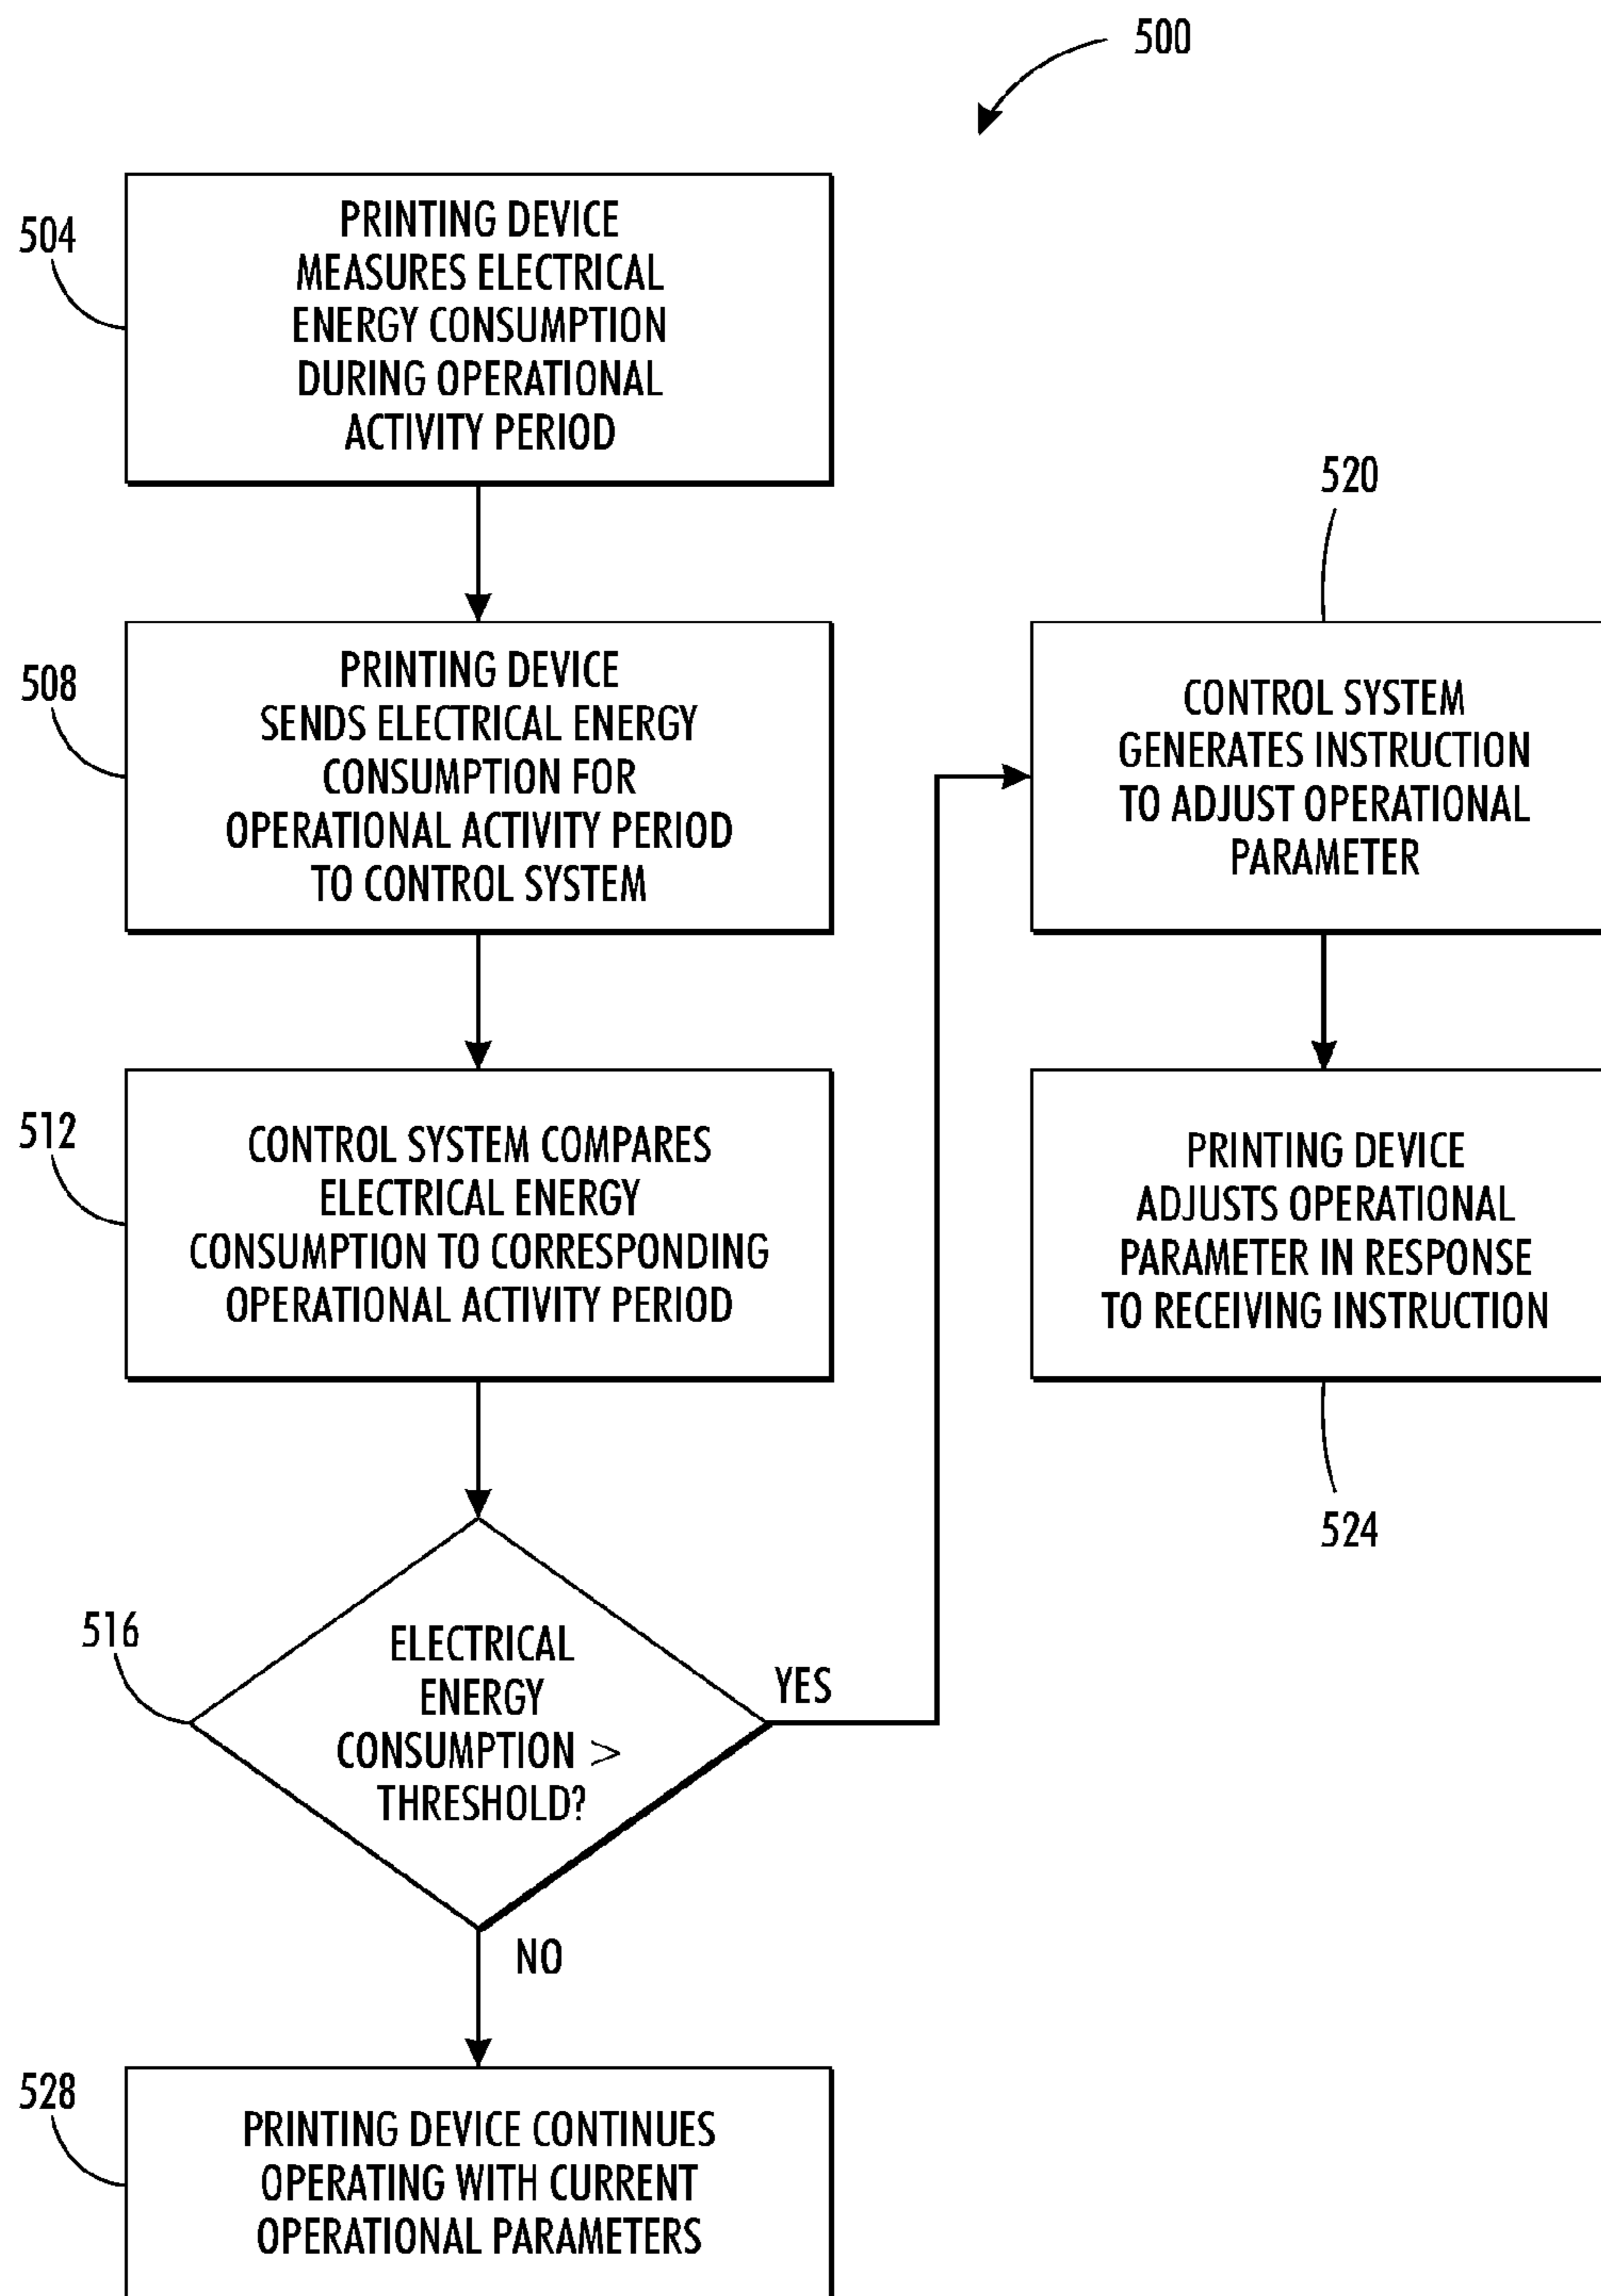 500
504
PRINTING DEVICE
MEASURES ELECTRICAL
ENERGY CONSUMPTION
DURING OPERATIONAL
ACTIVITY PERIOD
508
PRINTING DEVICE
SENDS ELECTRICAL ENERGY
CONSUMPTION FOR
OPERATIONAL ACTIVITY PERIOD
TO CONTROL SYSTEM
512
CONTROL SYSTEM COMPARES
ELECTRICAL ENERGY
CONSUMPTION TO CORRESPONDING
OPERATIONAL ACTIVITY PERIOD
516
ELECTRICAL
ENERGY
CONSUMPTION >
THRESHOLD?
YES
NO
520
CONTROL SYSTEM
GENERATES INSTRUCTION
TO ADJUST OPERATIONAL
PARAMETER
PRINTING DEVICE
ADJUSTS OPERATIONAL
PARAMETER IN RESPONSE
TO RECEIVING INSTRUCTION
524
528
PRINTING DEVICE CONTINUES
OPERATING WITH CURRENT
OPERATIONAL PARAMETERS